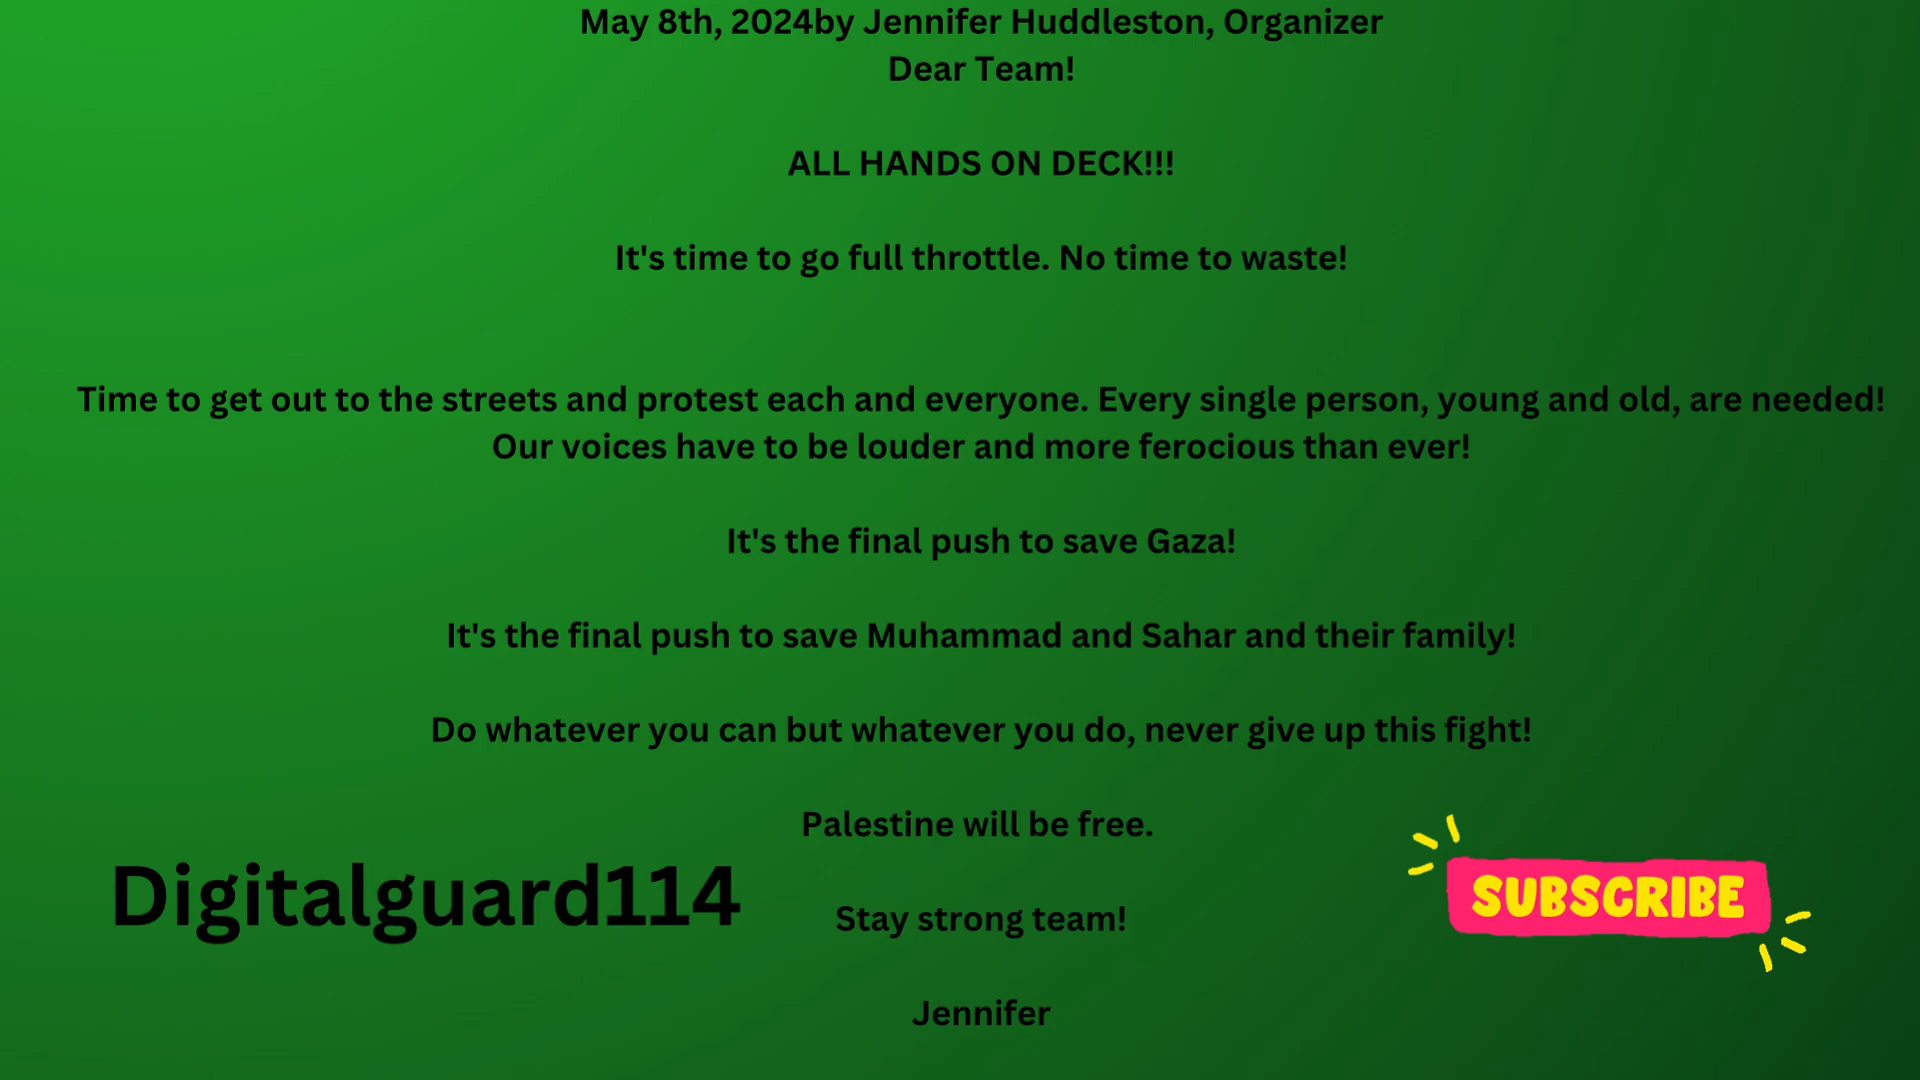 May 8th, 2024by Jennifer Huddleston, Organizer
Dear Team!
ALL HANDS ON DECK!!!
It's time to go full throttle. No time to waste!
Time to get out to the streets and protest each and everyone. Every single person, young and old, are needed!
Our voices have to be louder and more ferocious than ever!
It's the final push to save Gaza!
It's the final push to save Muhammad and Sahar and their family!
Do whatever you can but whatever you do, never give up this fight!
Palestine will be free.
Digitalguard114
SUBSCRIBE
Stay strong team!
Jennifer